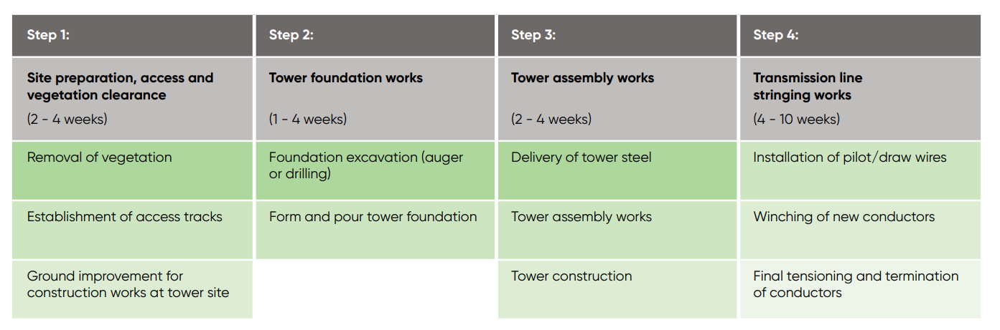 Step 1:
Step 2:
Step 3:
Step 4:
Site preparation, access and
vegetation clearance
(2 - 4 weeks)
Tower foundation works
(1 - 4 weeks)
Tower assembly works
(2 - 4 weeks)
Transmission line
stringing works
(4 - 10 weeks)
Removal of vegetation
Foundation excavation (auger
or drilling)
Delivery of tower steel
Installation of pilot/draw wires
Establishment of access tracks
Form and pour tower foundation
Tower assembly works
Winching of new conductors
Ground improvement for
construction works at tower site
Tower construction
Final tensioning and termination
of conductors